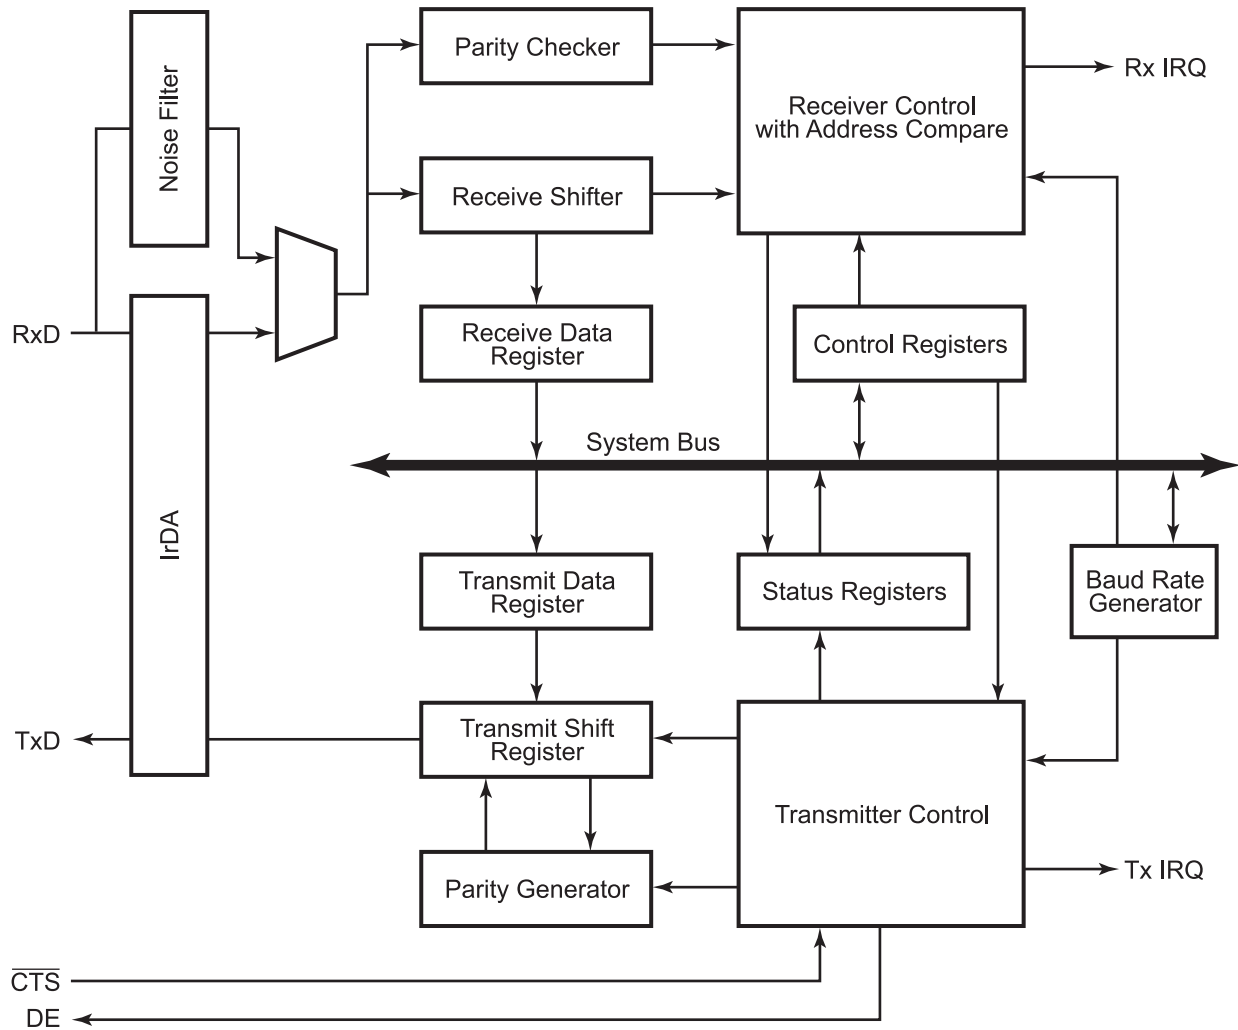 Noise Filter
Parity Checker
Receiver Control
with Address Compare
Rx IRQ
Receive Shifter
RxD
Receive Data
Register
Control Registers
System Bus
IrDA
Transmit Data
Register
Status Registers
Baud Rate
Generator
TxD
Transmit Shift
Register
Transmitter Control
Parity Generator
Tx IRQ
CTS
DE